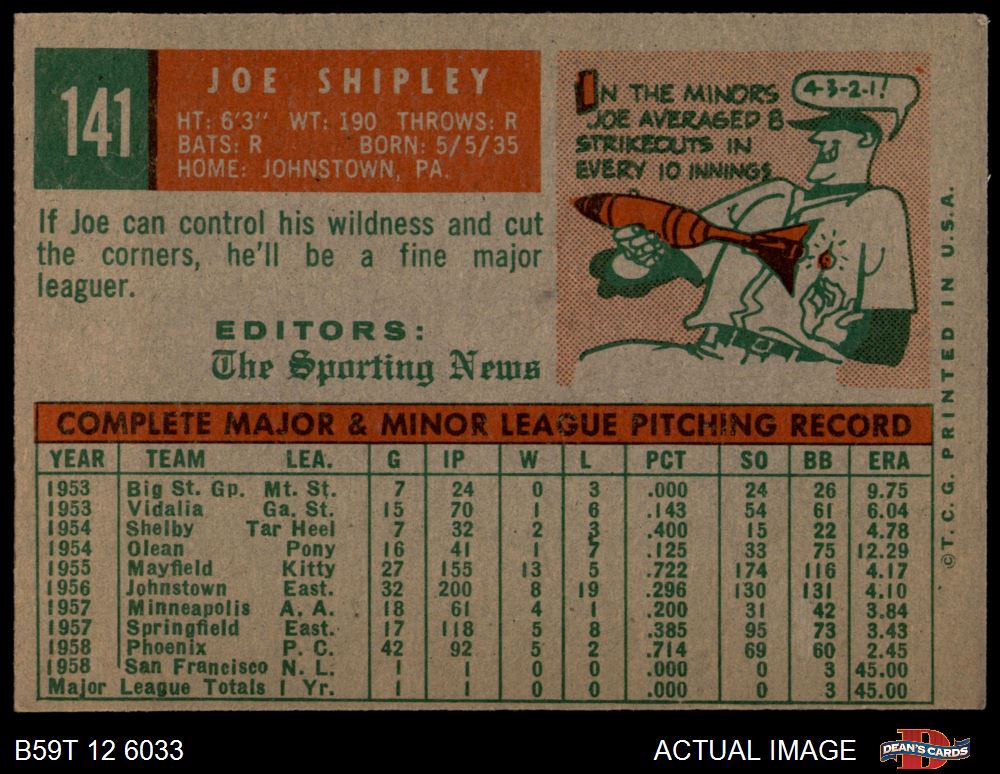 141
JOE SHIPLEY
HT: 6'3" WT: 190 THROWS: R
BATS: R BORN: 5/5/35
HOME: JOHNSTOWN, PA.
If Joe can control his wildness and cut
the corners, he'll be a fine major
leaguer.
EDITORS:
The Sporting News
IN THE MINORS
JOE AVERAGED 8
STRIKEOUTS IN
EVERY 10 INNINGS
4-3-2-1!
COMPLETE MAJOR & MINOR LEAGUE PITCHING RECORD
YEAR TEAM LEA. G IP W L PCT SO BB ERA
1953 Big St. Gp. Mt. St. 7 24 0 3 .000 24 26 9.75
1953 Vidalia Ga. St. 15 70 1 6 .143 54 61 6.04
1954 Shelby Tar Heel 7 32 2 3 .400 15 22 4.78
1954 Olean Pony 16 41 1 7 .125 33 75 12.29
1955 Mayfield Kitty 27 155 13 5 .722 174 116 4.17
1956 Johnstown East. 32 200 8 19 .296 130 131 4.10
1957 Minneapolis A. A. 18 61 4 1 .200 31 42 3.84
1957 Springfield East. 17 118 5 8 .385 95 73 3.43
1958 Phoenix P. C. 42 92 5 2 .714 69 60 2.45
1958 San Francisco N. L. 1 1 0 0 .000 0 3 45.00
Major League Totals 1 Yr. 1 1 0 0 .000 0 3 45.00
© T. C. G. PRINTED IN U.S.A.
B59T 12 6033
ACTUAL IMAGE
D
DEAN'S CARDS